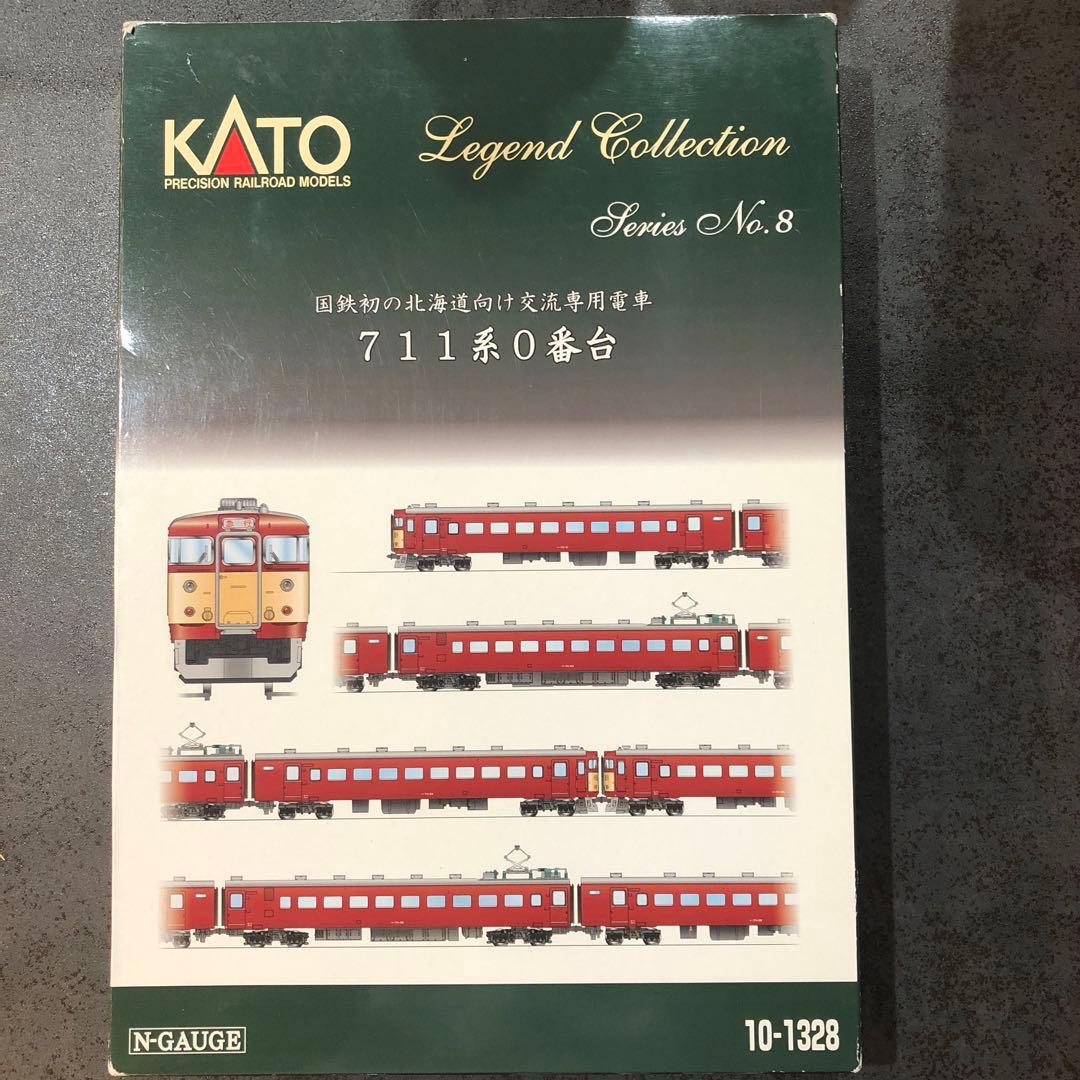 KATO
PRECISION RAILROAD MODELS
Legend Collection
Series No.8
国鉄初の北海道向け交流専用電車
711系0番台
N-GAUGE
10-1328